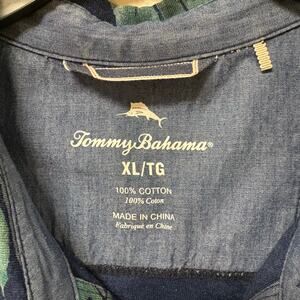 Tommy Bahama®
XL/TG
100% COTTON
100% Coton
MADE IN CHINA
Fabriqué en Chine